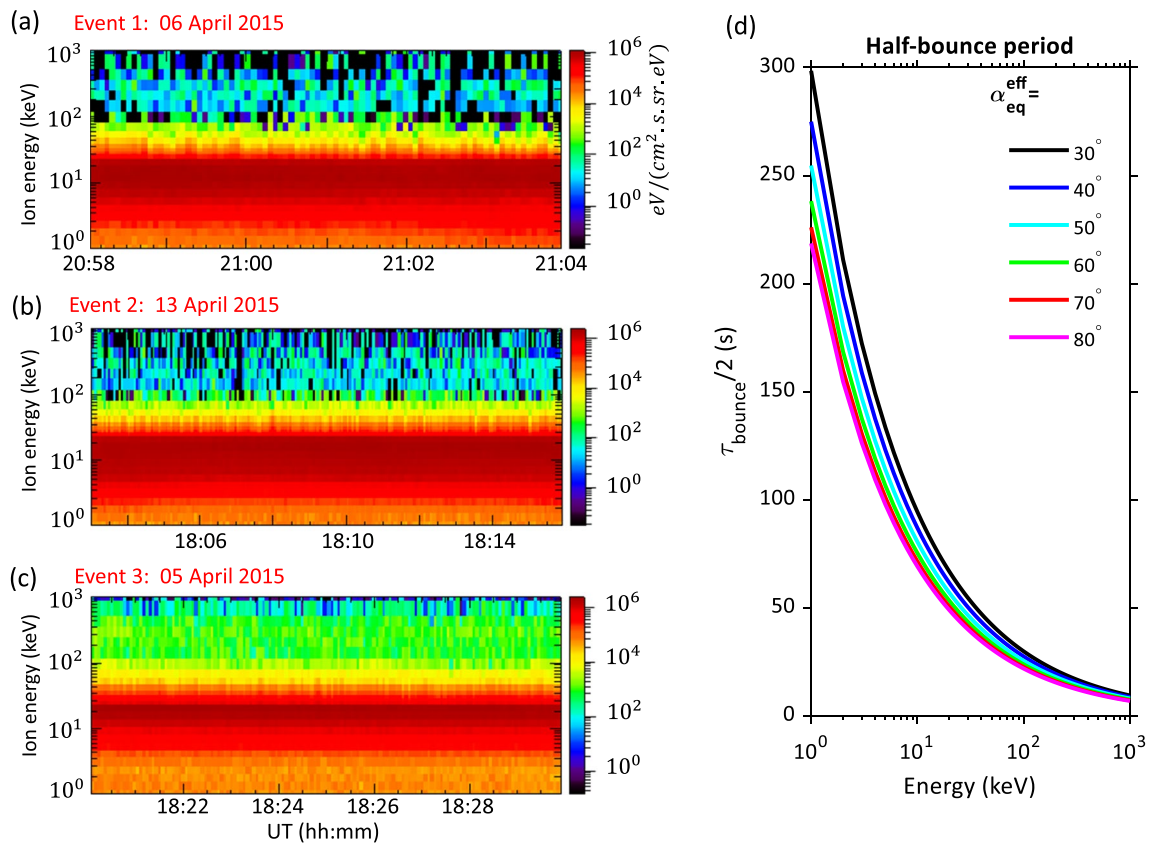 (a) Event 1: 06 April 2015
Ion energy (keV)
10³
10²
10¹
10⁰
20:58 21:00 21:02 21:04
10⁶
10⁴
10²
10⁰
eV/(cm².s.sr.eV)
(b) Event 2: 13 April 2015
Ion energy (keV)
10³
10²
10¹
10⁰
18:06 18:10 18:14
10⁶
10⁴
10²
10⁰
(c) Event 3: 05 April 2015
Ion energy (keV)
10³
10²
10¹
10⁰
18:22 18:24 18:26 18:28
UT (hh:mm)
10⁶
10⁴
10²
10⁰
(d)
Half-bounce period
α_eq^eff =
30°
40°
50°
60°
70°
80°
τ_bounce/2 (s)
300
250
200
150
100
50
0
10⁰ 10¹ 10² 10³
Energy (keV)